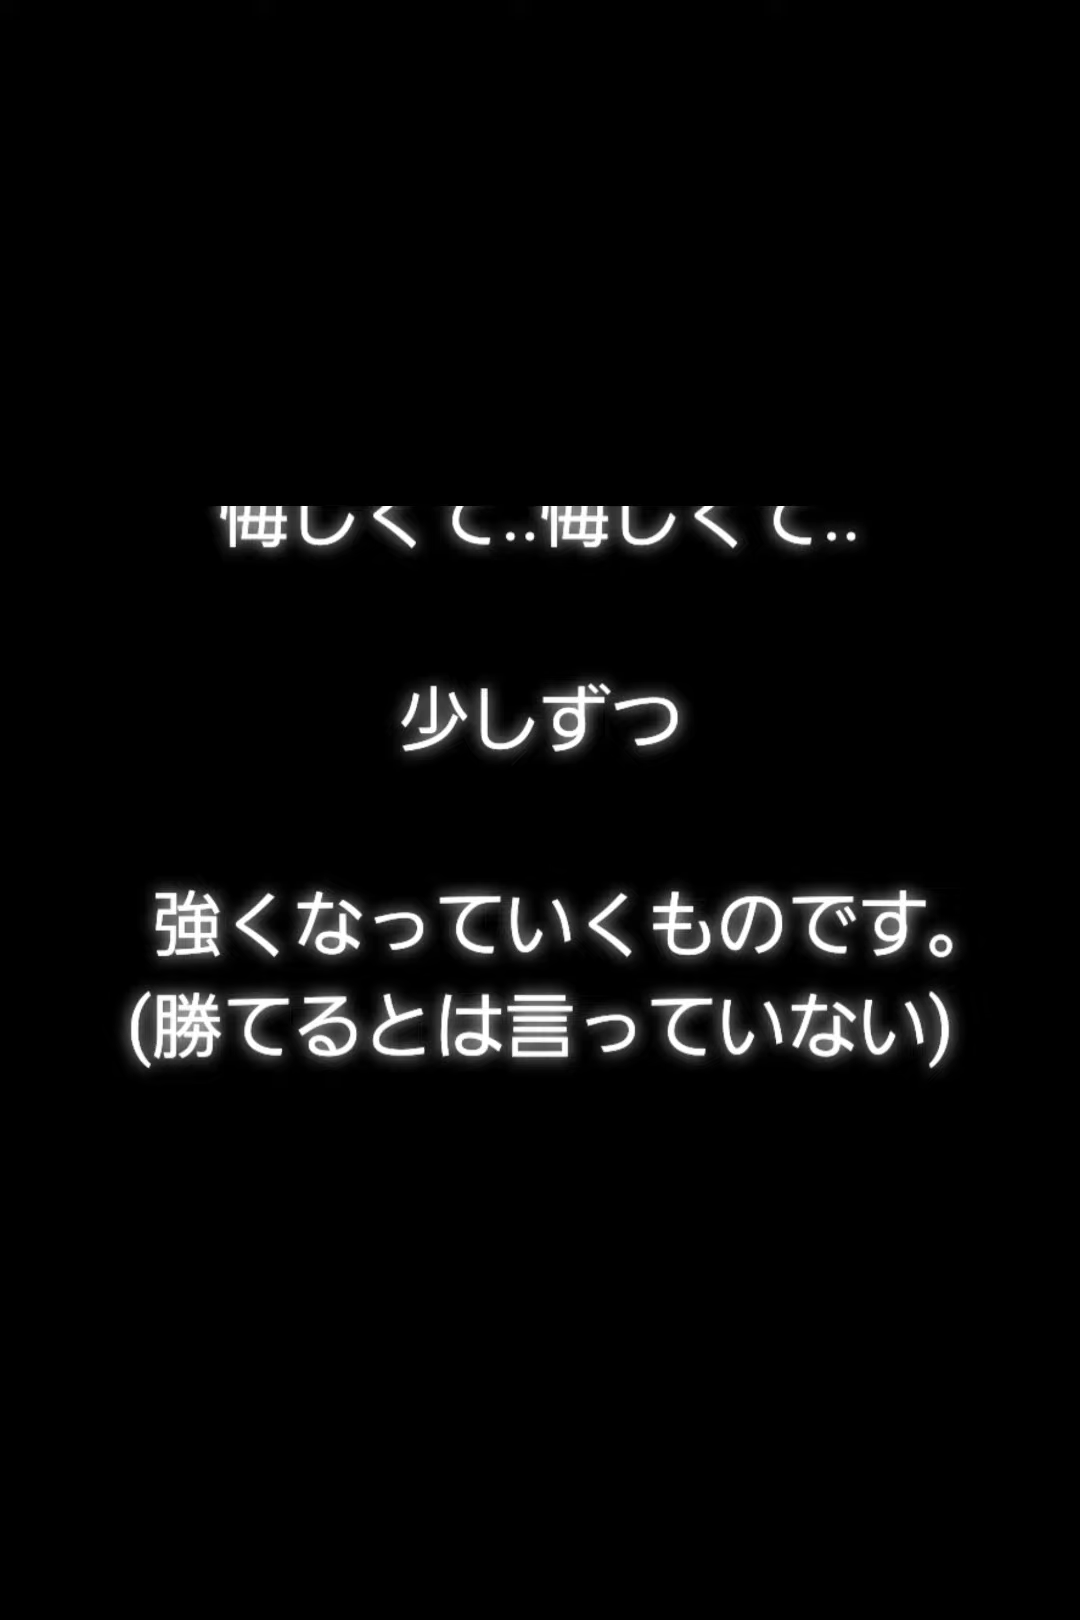 悔しくて..悔しくて..
少しずつ
強くなっていくものです。
(勝てるとは言っていない)